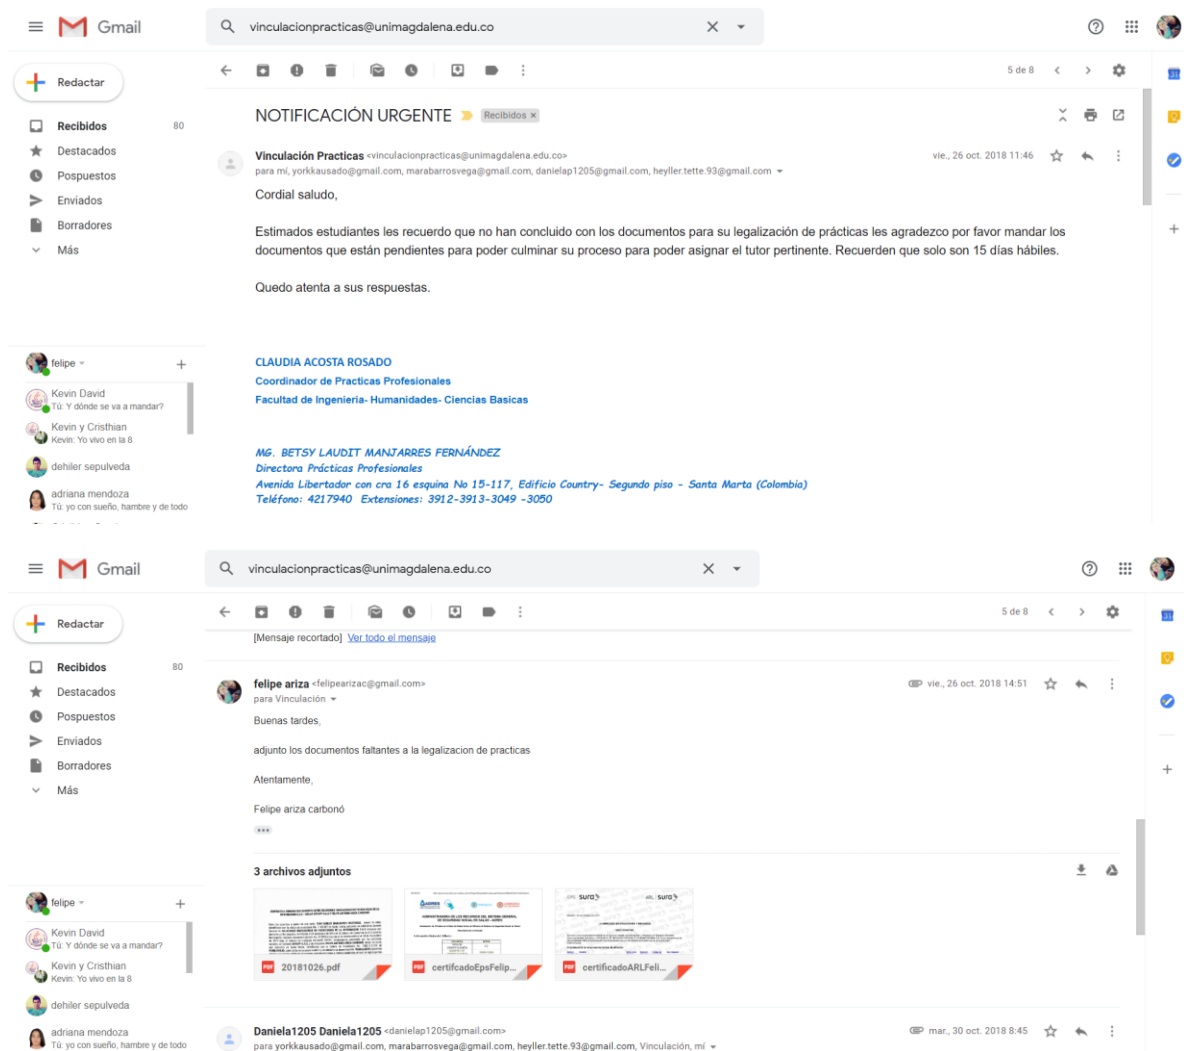 Gmail
vinculacionpracticas@unimagdalena.edu.co
Redactar
5 de 8
31
NOTIFICACIÓN URGENTE Recibidos ×
Recibidos 80
Destacados
Pospuestos
Enviados
Borradores
Más
Vinculación Practicas <vinculacionpracticas@unimagdalena.edu.co> vie., 26 oct. 2018 11:46
para mí, yorkkausado@gmail.com, marabarrosvega@gmail.com, danielap1205@gmail.com, heyller.tette.93@gmail.com
Cordial saludo,
Estimados estudiantes les recuerdo que no han concluido con los documentos para su legalización de prácticas les agradezco por favor mandar los
documentos que están pendientes para poder culminar su proceso para poder asignar el tutor pertinente. Recuerden que solo son 15 días hábiles.
Quedo atenta a sus respuestas.
CLAUDIA ACOSTA ROSADO
Coordinador de Practicas Profesionales
Facultad de Ingenieria- Humanidades- Ciencias Basicas
MG. BETSY LAUDIT MANJARRES FERNÁNDEZ
Directora Prácticas Profesionales
Avenida Libertador con cra 16 esquina No 15-117, Edificio Country- Segundo piso - Santa Marta (Colombia)
Teléfono: 4217940 Extensiones: 3912-3913-3049 -3050
felipe
Kevin David
Tú: Y dónde se va a mandar?
Kevin y Cristhian
Kevin: Yo vivo en la 8
dehiler sepulveda
adriana mendoza
Tú: yo con sueño, hambre y de todo
Gmail
vinculacionpracticas@unimagdalena.edu.co
Redactar
5 de 8
31
[Mensaje recortado] Ver todo el mensaje
Recibidos 80
Destacados
Pospuestos
Enviados
Borradores
Más
felipe ariza <felipearizac@gmail.com> vie., 26 oct. 2018 14:51
para Vinculación
Buenas tardes,
adjunto los documentos faltantes a la legalizacion de practicas
Atentamente,
Felipe ariza carbonó
3 archivos adjuntos
ADRES
sura
ARL sura
PDF 20181026.pdf
PDF certifcadoEpsFelip...
PDF certificadoARLFeli...
felipe
Kevin David
Tú: Y dónde se va a mandar?
Kevin y Cristhian
Kevin: Yo vivo en la 8
dehiler sepulveda
adriana mendoza
Tú: yo con sueño, hambre y de todo
Daniela1205 Daniela1205 <danielap1205@gmail.com> mar., 30 oct. 2018 8:45
para yorkkausado@gmail.com, marabarrosvega@gmail.com, heyller.tette.93@gmail.com, Vinculación, mí